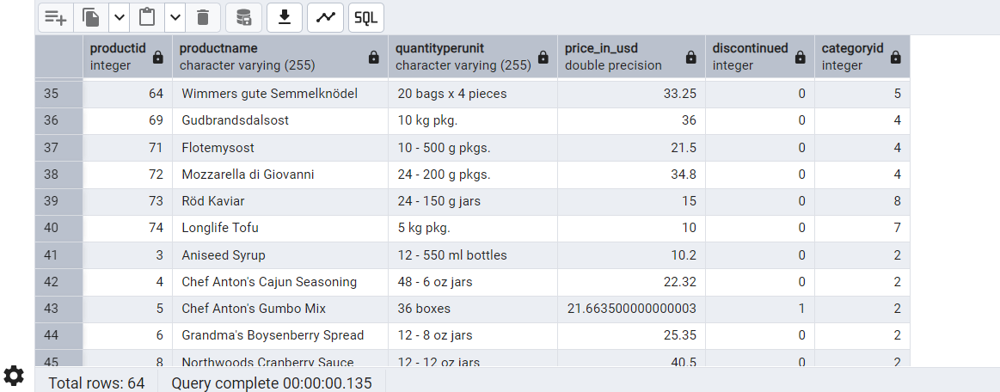 SQL
productid productname quantityperunit price_in_usd discontinued categoryid
integer character varying (255) character varying (255) double precision integer integer
35 64 Wimmers gute Semmelknödel 20 bags x 4 pieces 33.25 0 5
36 69 Gudbrandsdalsost 10 kg pkg. 36 0 4
37 71 Flotemysost 10 - 500 g pkgs. 21.5 0 4
38 72 Mozzarella di Giovanni 24 - 200 g pkgs. 34.8 0 4
39 73 Röd Kaviar 24 - 150 g jars 15 0 8
40 74 Longlife Tofu 5 kg pkg. 10 0 7
41 3 Aniseed Syrup 12 - 550 ml bottles 10.2 0 2
42 4 Chef Anton's Cajun Seasoning 48 - 6 oz jars 22.32 0 2
43 5 Chef Anton's Gumbo Mix 36 boxes 21.663500000000003 1 2
44 6 Grandma's Boysenberry Spread 12 - 8 oz jars 25.35 0 2
45 8 Northwoods Cranberry Sauce 12 - 12 oz jars 40.5 0 2
Total rows: 64 Query complete 00:00:00.135